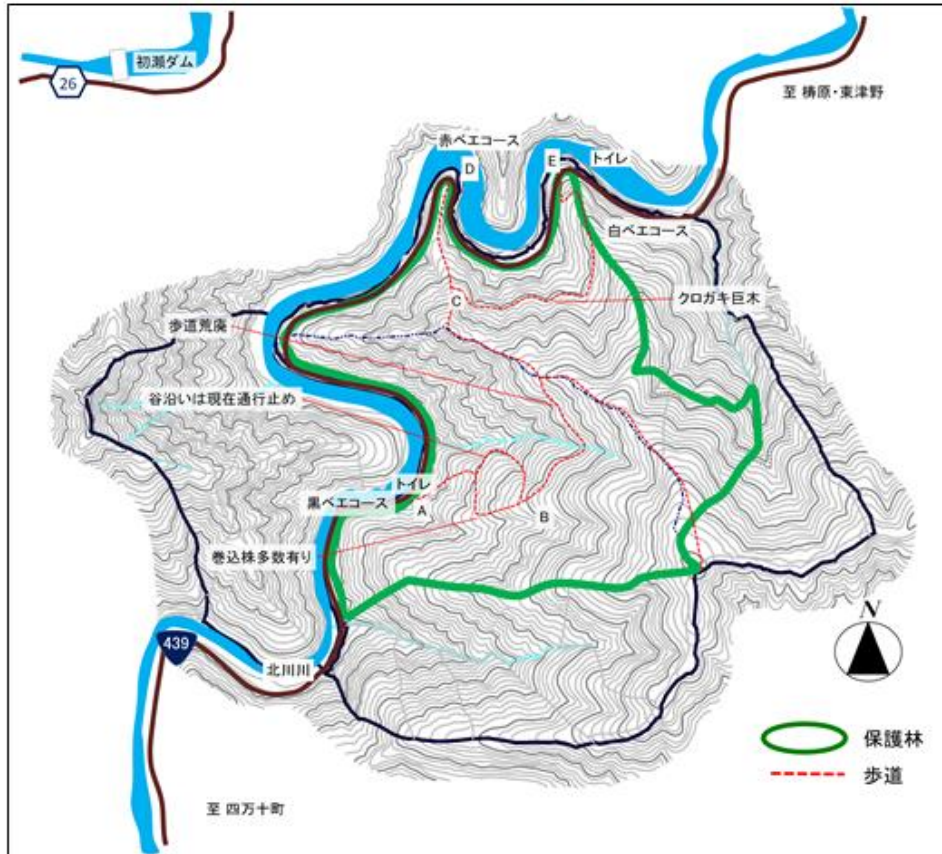 初瀬ダム
26
至 梼原・東津野
赤ベエコース
D
E
トイレ
白ベエコース
C
クロガキ巨木
歩道荒廃
谷沿いは現在通行止め
トイレ
黒ベエコース
A
B
巻込株多数有り
N
439
北川川
保護林
歩道
至 四万十町